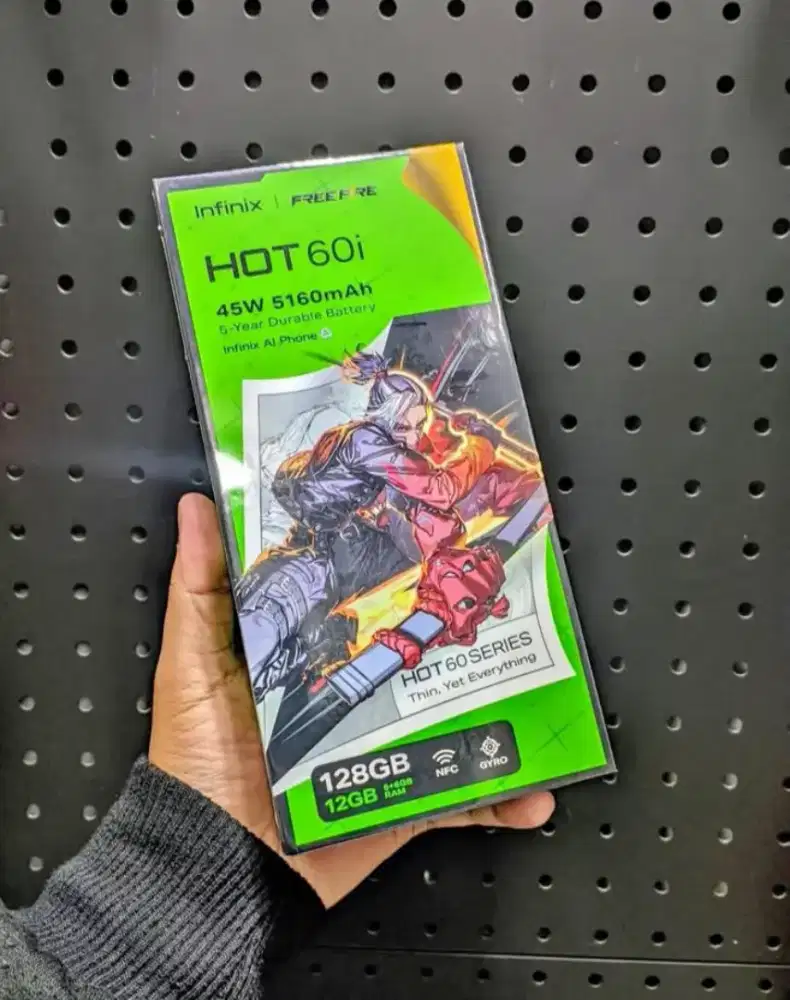 Infinix | FREE FIRE
HOT 60i
45W 5160mAh
5-Year Durable Battery
Infinix AI Phone
HOT 60 SERIES
Thin, Yet Everything
128GB
12GB 6+6GB RAM
NFC
GYRO